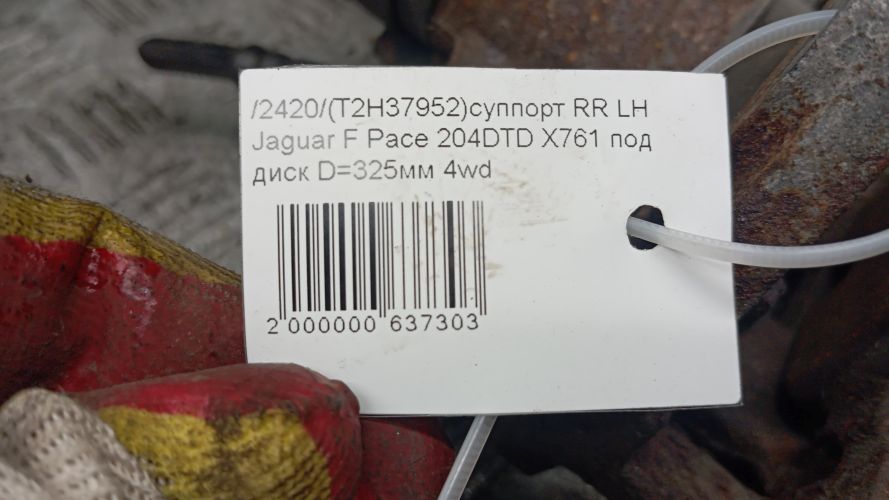 /2420/(T2H37952)суппорт RR LH
Jaguar F Pace 204DTD X761 под
диск D=325мм 4wd
2 000000 637303